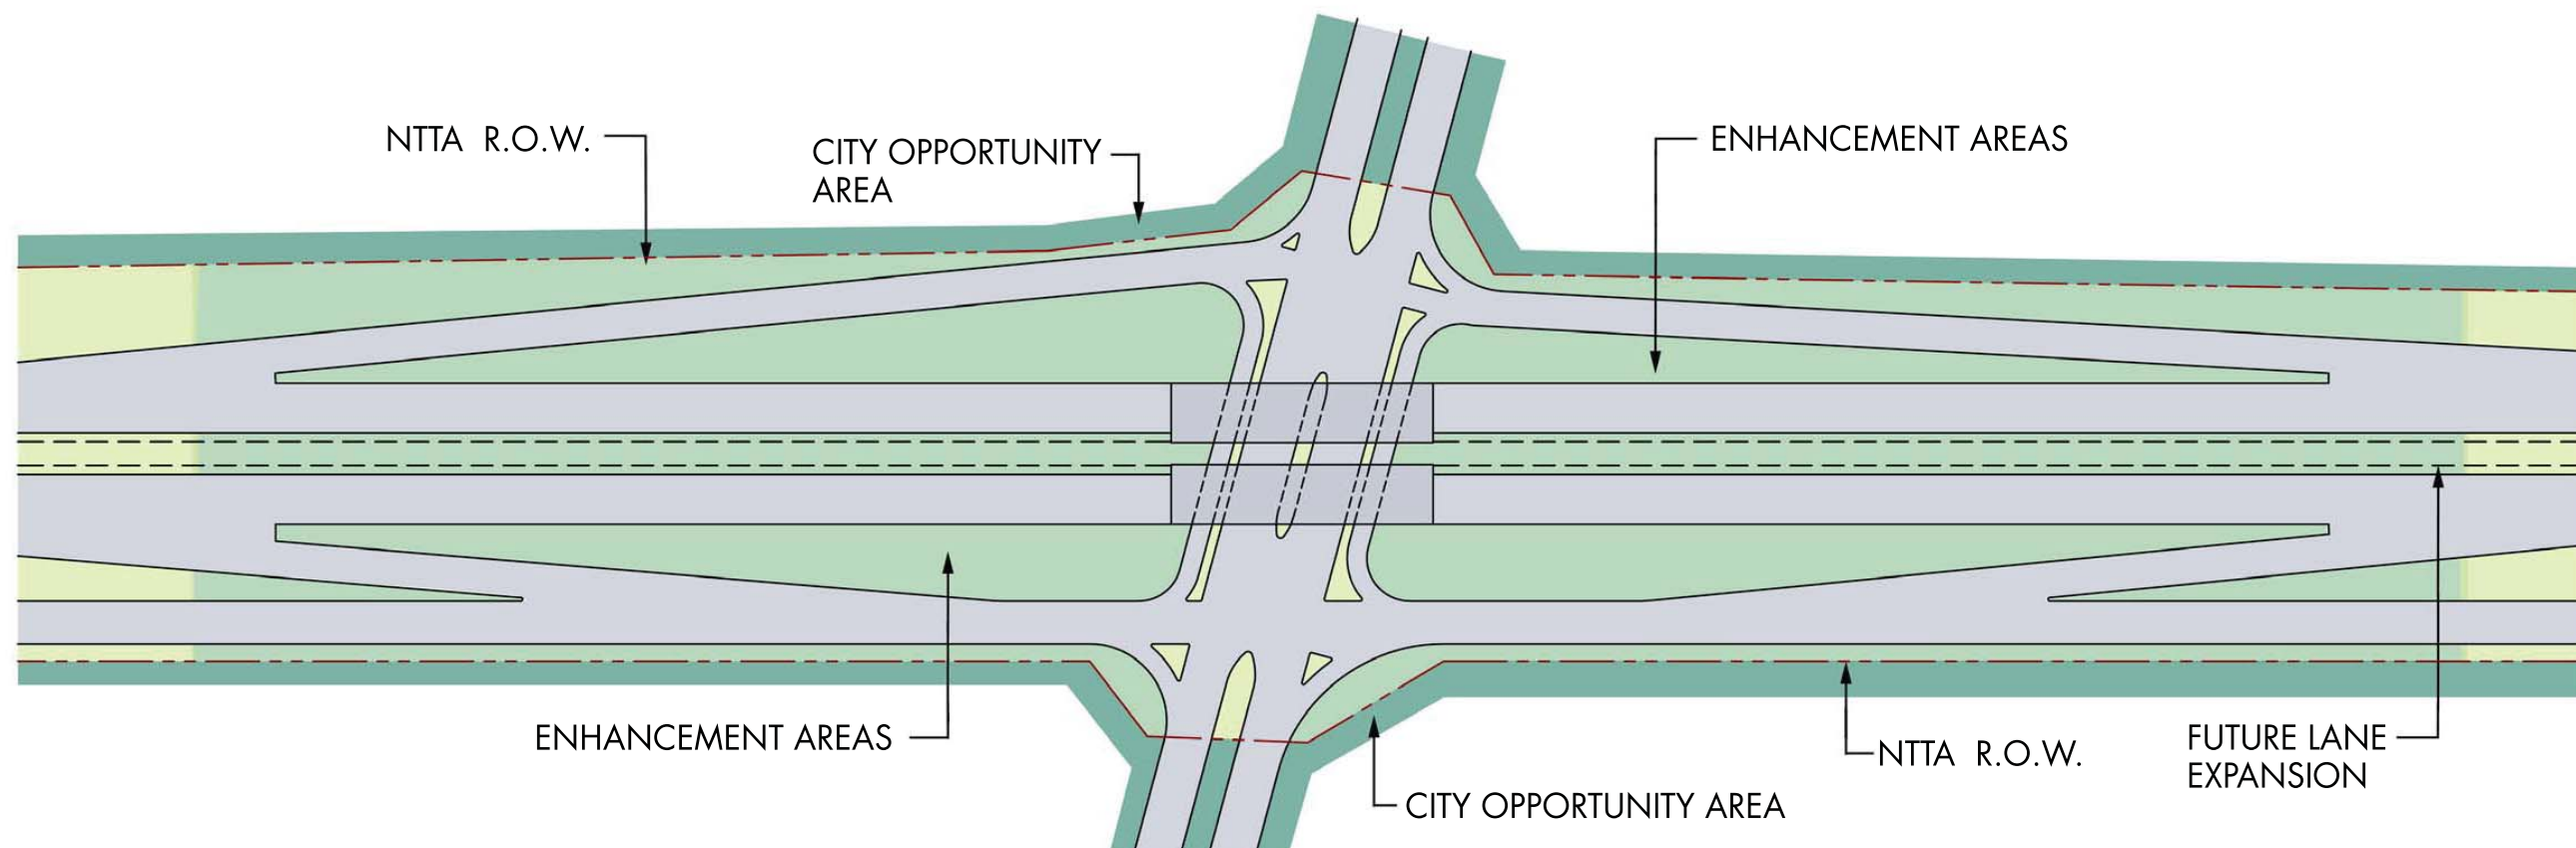 NTTA R.O.W.
CITY OPPORTUNITY
AREA
ENHANCEMENT AREAS
ENHANCEMENT AREAS
CITY OPPORTUNITY AREA
NTTA R.O.W.
FUTURE LANE
EXPANSION